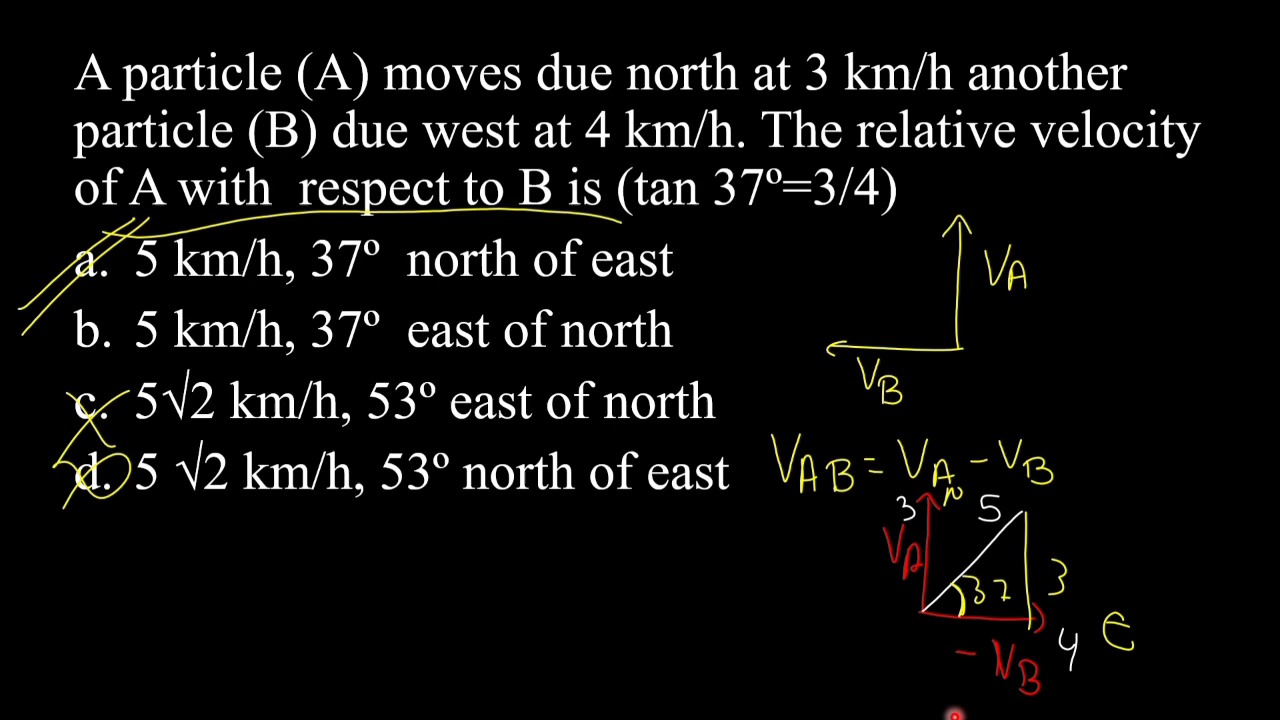 A particle (A) moves due north at 3 km/h another
particle (B) due west at 4 km/h. The relative velocity
of A with respect to B is (tan 37º=3/4)
a. 5 km/h, 37º north of east
b. 5 km/h, 37º east of north
c. 5√2 km/h, 53º east of north
d. 5 √2 km/h, 53º north of east
VA
VB
VAB = VA - VB
3 N 5
VA
37 3
4 E
- VB